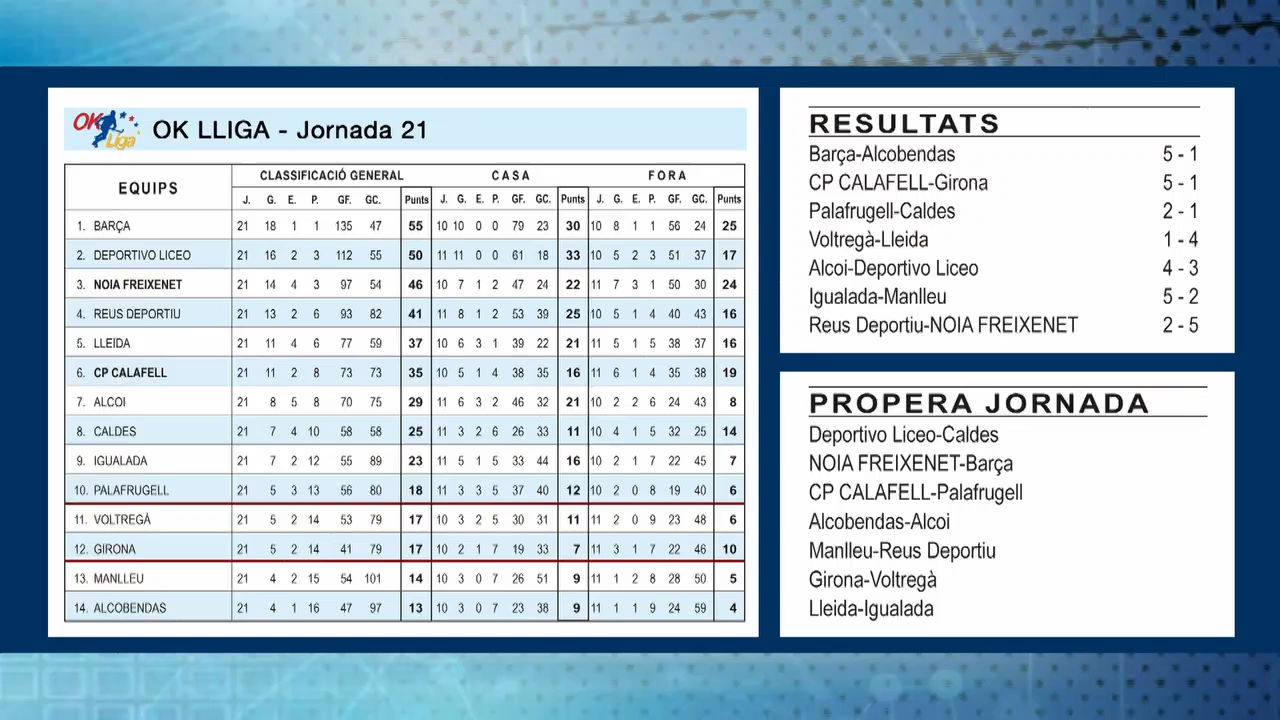 OK Liga
OK LLIGA - Jornada 21
EQUIPS CLASSIFICACIÓ GENERAL CASA FORA
J. G. E. P. GF. GC. Punts J. G. E. P. GF. GC. Punts J. G. E. P. GF. GC. Punts
1. BARÇA 21 18 1 1 135 47 55 10 10 0 0 79 23 30 10 8 1 1 56 24 25
2. DEPORTIVO LICEO 21 16 2 3 112 55 50 11 11 0 0 61 18 33 10 5 2 3 51 37 17
3. NOIA FREIXENET 21 14 4 3 97 54 46 10 7 1 2 47 24 22 11 7 3 1 50 30 24
4. REUS DEPORTIU 21 13 2 6 93 82 41 11 8 1 2 53 39 25 10 5 1 4 40 43 16
5. LLEIDA 21 11 4 6 77 59 37 10 6 3 1 39 22 21 11 5 1 5 38 37 16
6. CP CALAFELL 21 11 2 8 73 73 35 10 5 1 4 38 35 16 11 6 1 4 35 38 19
7. ALCOI 21 8 5 8 70 75 29 11 6 3 2 46 32 21 10 2 2 6 24 43 8
8. CALDES 21 7 4 10 58 58 25 11 3 2 6 26 33 11 10 4 1 5 32 25 14
9. IGUALADA 21 7 2 12 55 89 23 11 5 1 5 33 44 16 10 2 1 7 22 45 7
10. PALAFRUGELL 21 5 3 13 56 80 18 11 3 3 5 37 40 12 10 2 0 8 19 40 6
11. VOLTREGÀ 21 5 2 14 53 79 17 10 3 2 5 30 31 11 11 2 0 9 23 48 6
12. GIRONA 21 5 2 14 41 79 17 10 2 1 7 19 33 7 11 3 1 7 22 46 10
13. MANLLEU 21 4 2 15 54 101 14 10 3 0 7 26 51 9 11 1 2 8 28 50 5
14. ALCOBENDAS 21 4 1 16 47 97 13 10 3 0 7 23 38 9 11 1 1 9 24 59 4
RESULTATS
Barça-Alcobendas 5 - 1
CP CALAFELL-Girona 5 - 1
Palafrugell-Caldes 2 - 1
Voltregà-Lleida 1 - 4
Alcoi-Deportivo Liceo 4 - 3
Igualada-Manlleu 5 - 2
Reus Deportiu-NOIA FREIXENET 2 - 5
PROPERA JORNADA
Deportivo Liceo-Caldes
NOIA FREIXENET-Barça
CP CALAFELL-Palafrugell
Alcobendas-Alcoi
Manlleu-Reus Deportiu
Girona-Voltregà
Lleida-Igualada